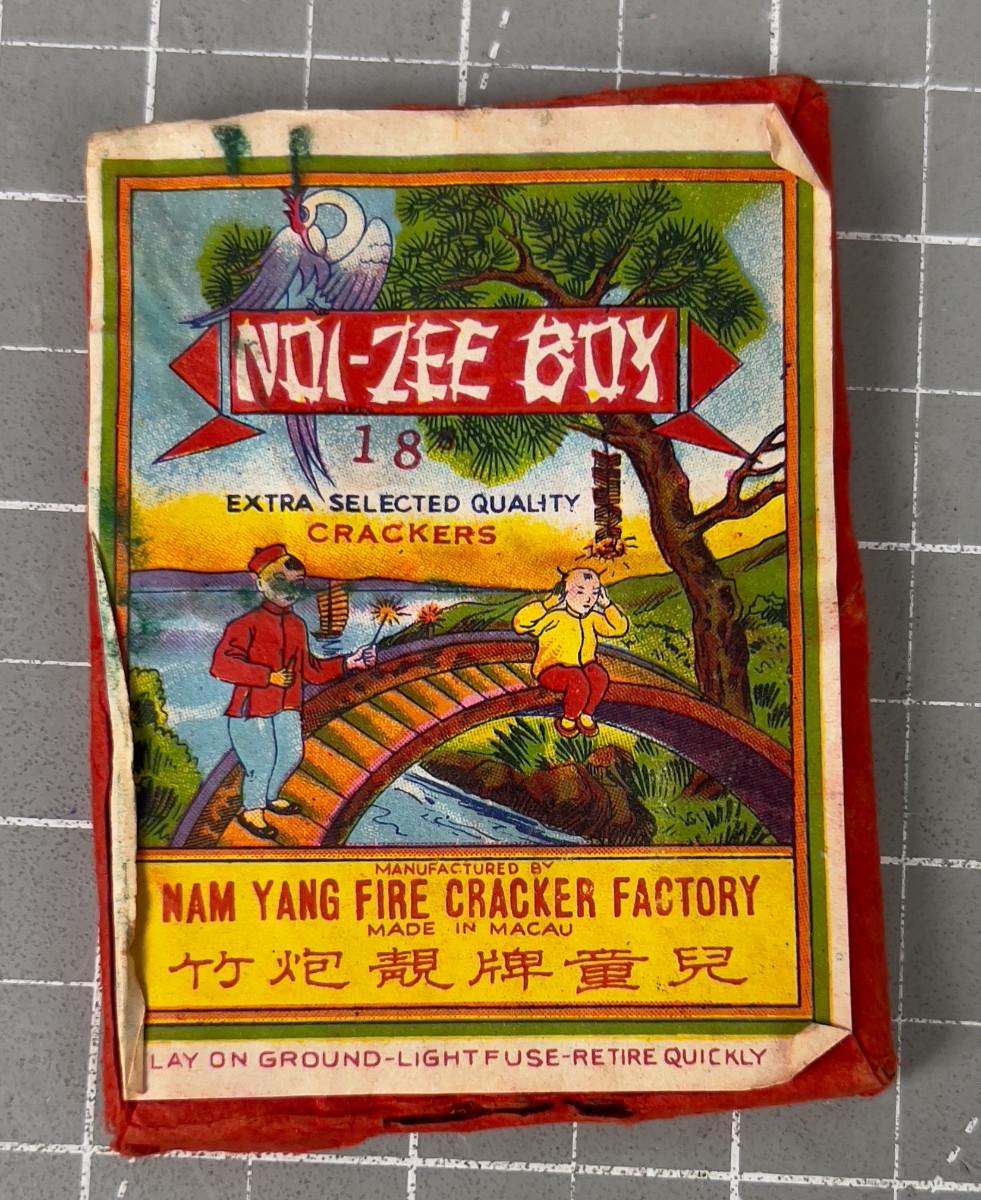 NOI-ZEE BOY
18
EXTRA SELECTED QUALITY
CRACKERS
MANUFACTURED BY
NAM YANG FIRE CRACKER FACTORY
MADE IN MACAU
竹炮靚牌童兒
LAY ON GROUND-LIGHT FUSE-RETIRE QUICKLY